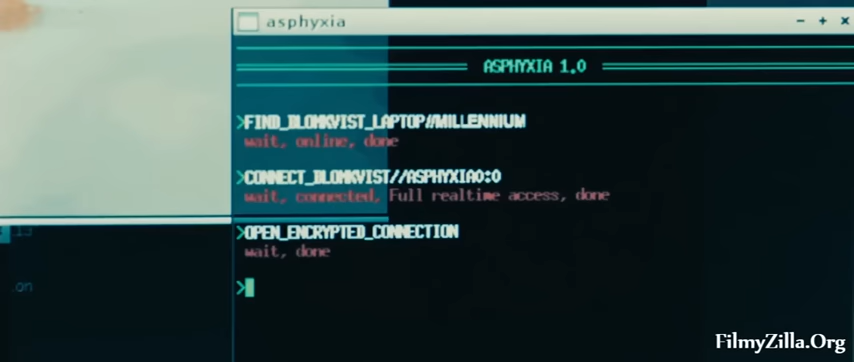 asphyxia
ASPHYXIA 1.0
>FIND_BLOMKVIST_LAPTOP//MILLENNIUM
wait, online, done
>CONNECT_BLOMKVIST//ASPHYXIA0:0
wait, connected, Full realtime access, done
>OPEN_ENCRYPTED_CONNECTION
wait, done
>
on
FilmyZilla.Org